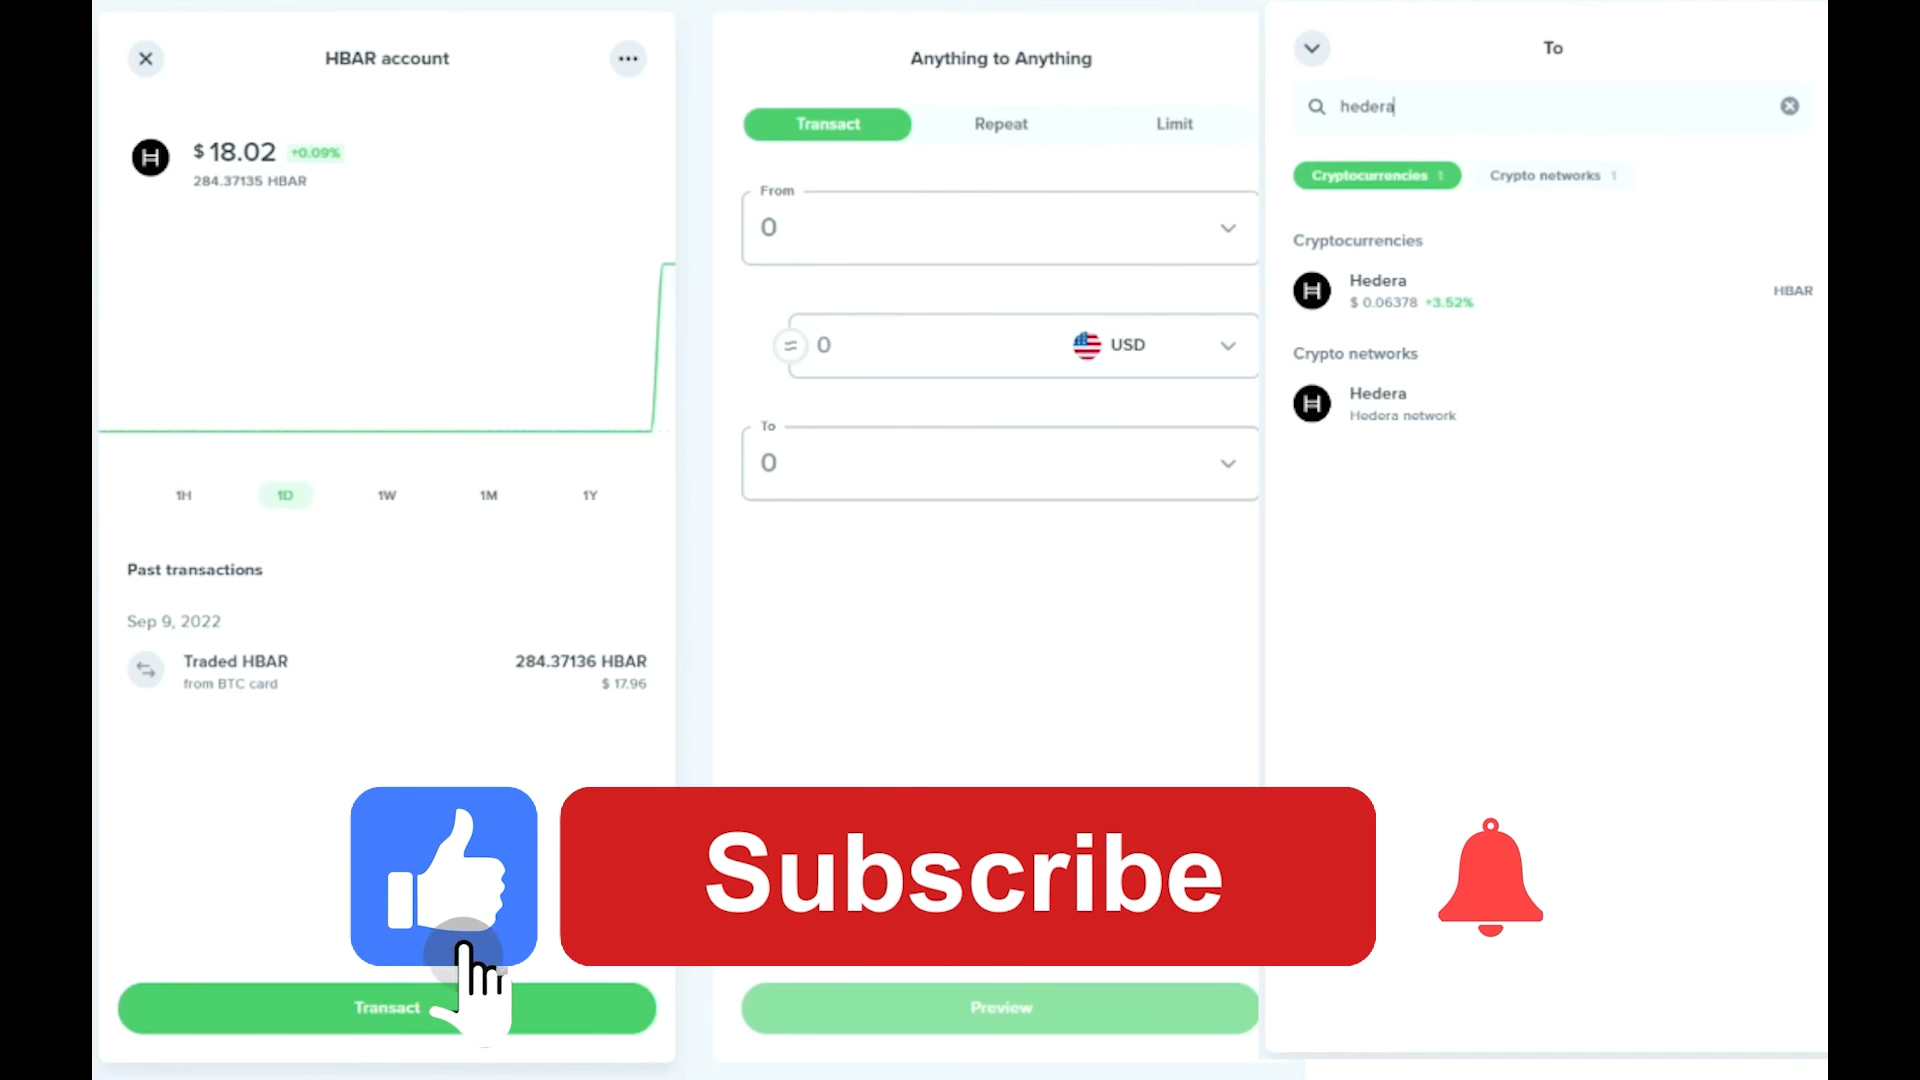 HBAR account
$ 18.02 +0.09%
284.37135 HBAR
1H 1D 1W 1M 1Y
Past transactions
Sep 9, 2022
Traded HBAR 284.37136 HBAR
from BTC card $ 17.96
Transact
Anything to Anything
Transact Repeat Limit
From
0
0 USD
To
0
Preview
To
hedera
Cryptocurrencies 1 Crypto networks 1
Cryptocurrencies
Hedera
$ 0.06378 +3.52%
HBAR
Crypto networks
Hedera
Hedera network
Subscribe